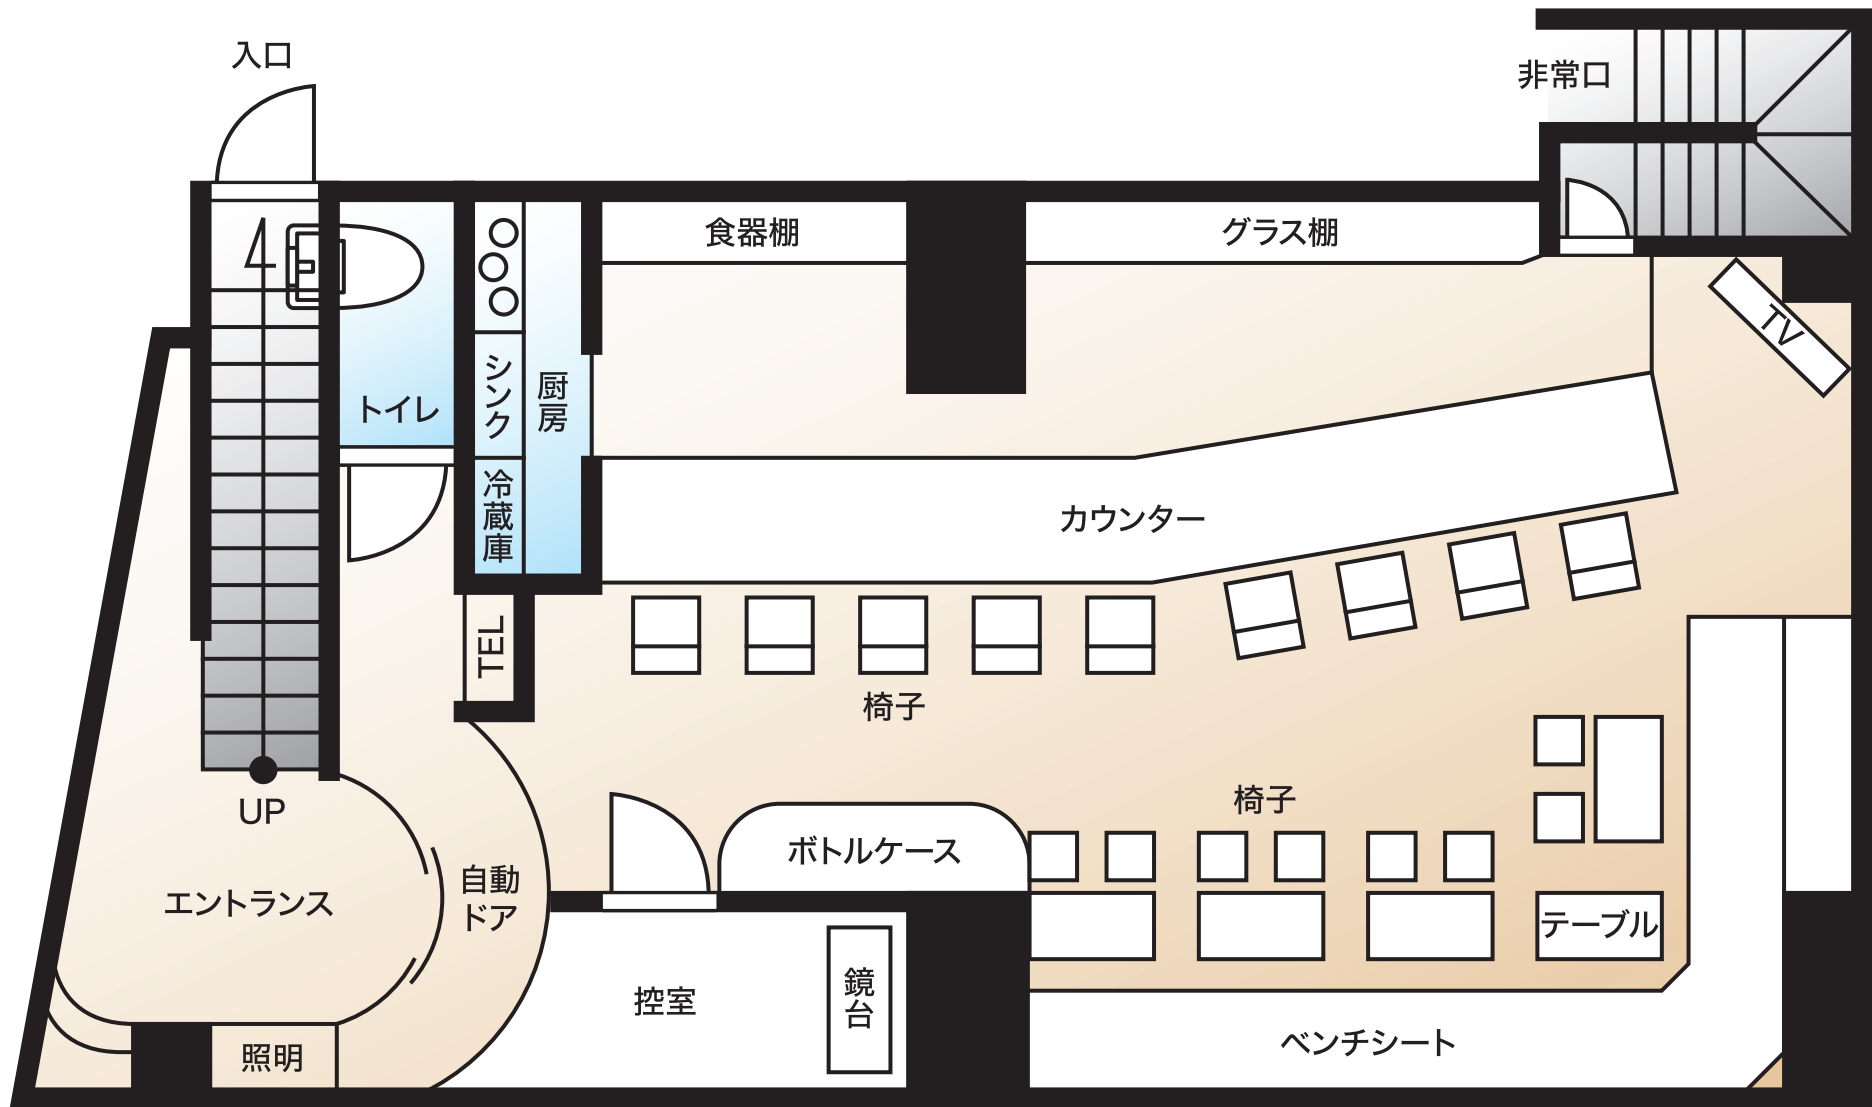 入口
非常口
食器棚
グラス棚
TV
トイレ
シンク
厨房
冷蔵庫
カウンター
TEL
椅子
UP
椅子
ボトルケース
自動
ドア
エントランス
テーブル
控室
鏡台
照明
ベンチシート